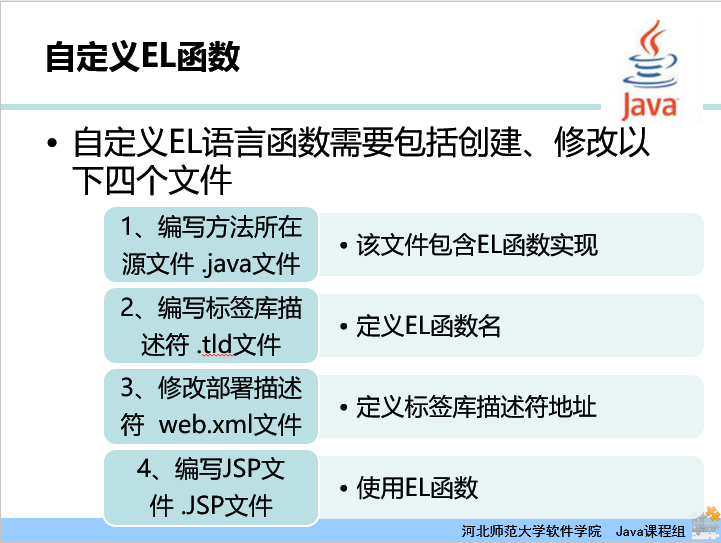 自定义EL函数
Java
• 自定义EL语言函数需要包括创建、修改以
下四个文件
1、编写方法所在
源文件 .java文件
• 该文件包含EL函数实现
2、编写标签库描
述符 .tld文件
• 定义EL函数名
3、修改部署描述
符 web.xml文件
• 定义标签库描述符地址
4、编写JSP文
件 .JSP文件
• 使用EL函数
河北师范大学软件学院 Java课程组